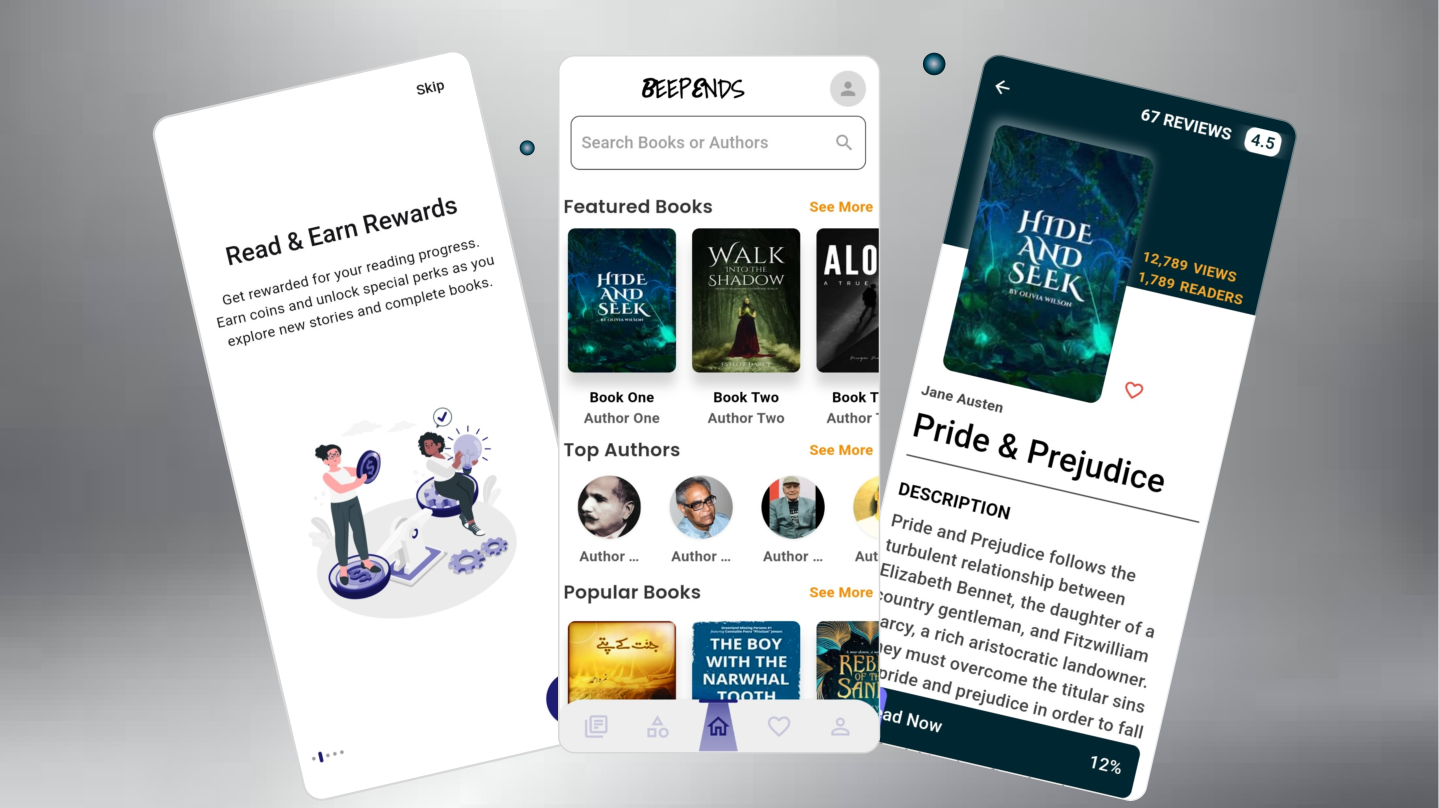 Skip
Read & Earn Rewards
Get rewarded for your reading progress.
Earn coins and unlock special perks as you
explore new stories and complete books.
BEEPENDS
Search Books or Authors
Featured Books
See More
HIDE
AND
SEEK
BY OLIVIA WILSON
WALK
INTO THE
SHADOW
ALO
A TRUE
Book One
Author One
Book Two
Author Two
Book T
Author
Top Authors
See More
Author ...
Author ...
Author ...
Aut
Popular Books
See More
جنت کے پتے
THE BOY
WITH THE
NARWHAL
TOOTH
REB
OF TH
SAN
67 REVIEWS
4.5
HIDE
AND
SEEK
BY OLIVIA WILSON
12,789 VIEWS
1,789 READERS
Jane Austen
Pride & Prejudice
DESCRIPTION
Pride and Prejudice follows the
turbulent relationship between
Elizabeth Bennet, the daughter of a
country gentleman, and Fitzwilliam
arcy, a rich aristocratic landowner.
ey must overcome the titular sins
pride and prejudice in order to fall
ad Now
12%